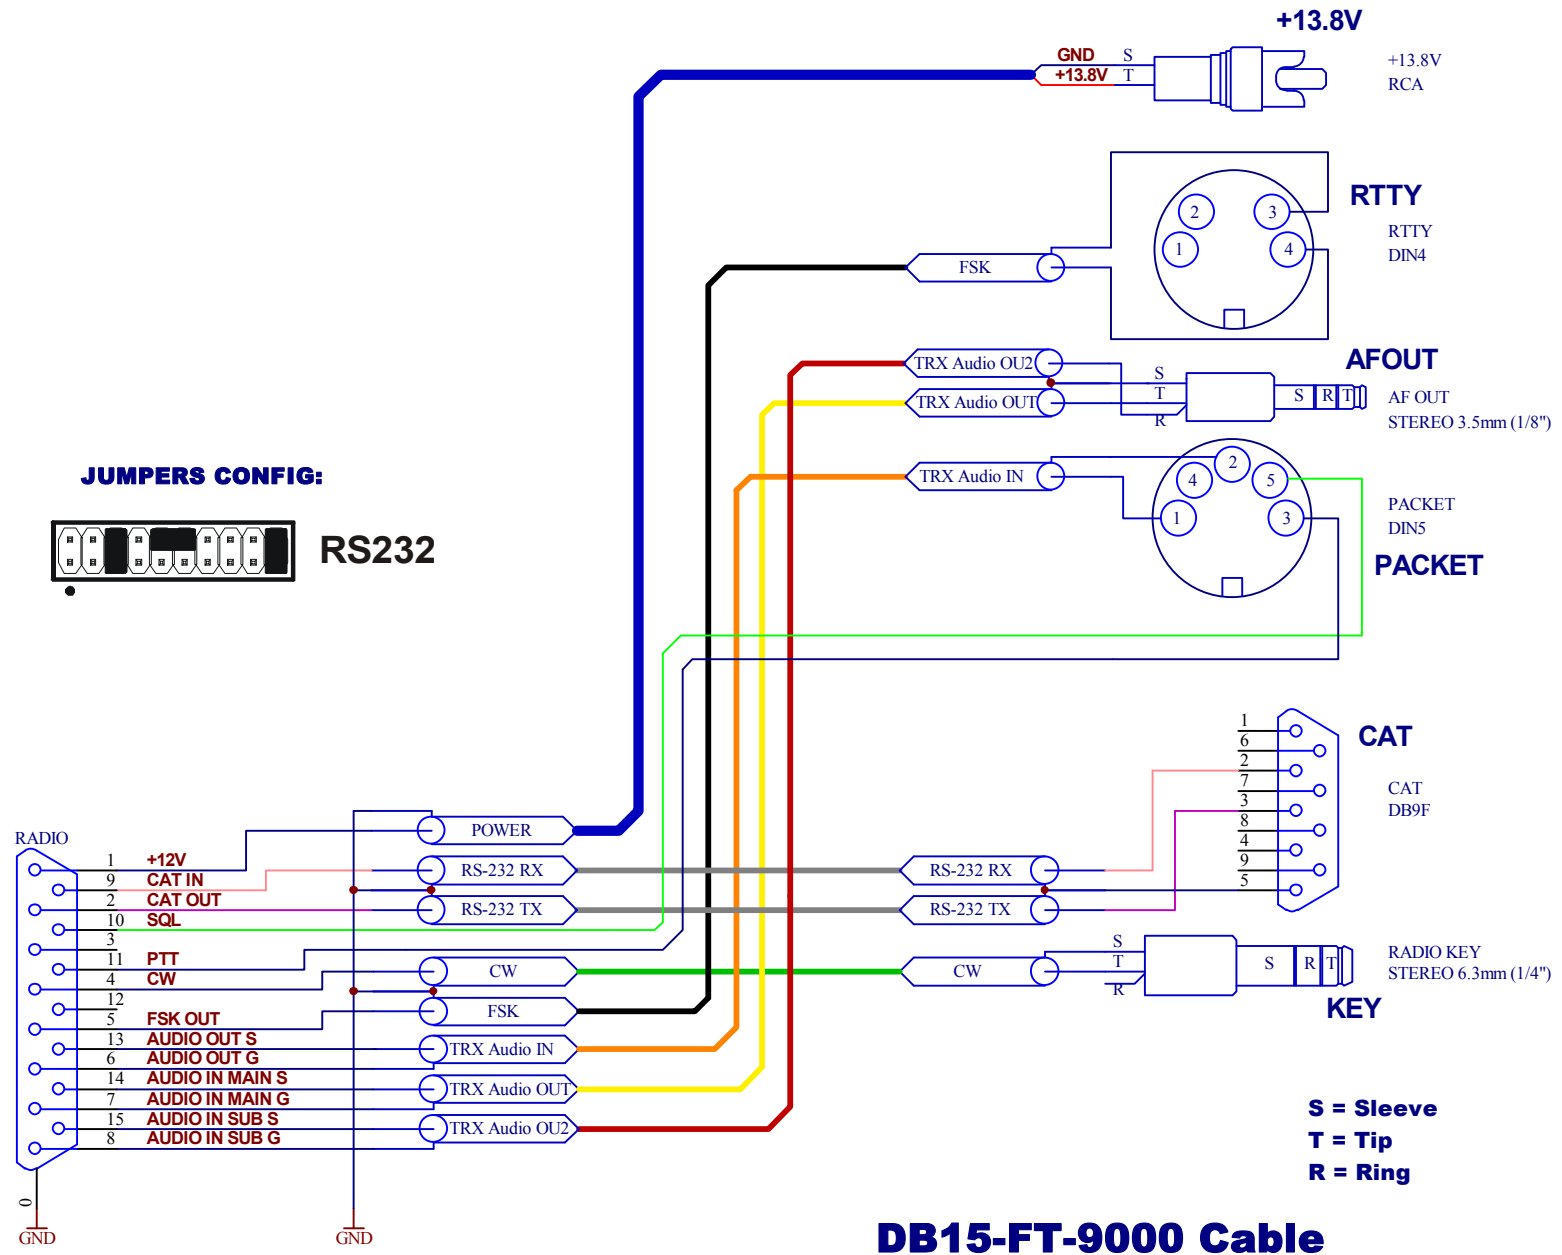 +13.8V
GND S
+13.8V T
+13.8V
RCA
RTTY
2 3
1 4
RTTY
DIN4
FSK
AFOUT
TRX Audio OU2
S
T
R
S R T
TRX Audio OUT
AF OUT
STEREO 3.5mm (1/8")
TRX Audio IN
2
4 5
1 3
PACKET
DIN5
PACKET
JUMPERS CONFIG:
RS232
CAT
1
6
2
7
3
8
4
9
5
CAT
DB9F
RADIO
1 +12V
9 CAT IN
2 CAT OUT
10 SQL
3
11 PTT
4 CW
12
5 FSK OUT
13 AUDIO OUT S
6 AUDIO OUT G
14 AUDIO IN MAIN S
7 AUDIO IN MAIN G
15 AUDIO IN SUB S
8 AUDIO IN SUB G
0
GND
GND
POWER
RS-232 RX
RS-232 TX
CW
FSK
TRX Audio IN
TRX Audio OUT
TRX Audio OU2
RS-232 RX
RS-232 TX
CW
S
T
R
S R T
RADIO KEY
STEREO 6.3mm (1/4")
KEY
S = Sleeve
T = Tip
R = Ring
DB15-FT-9000 Cable